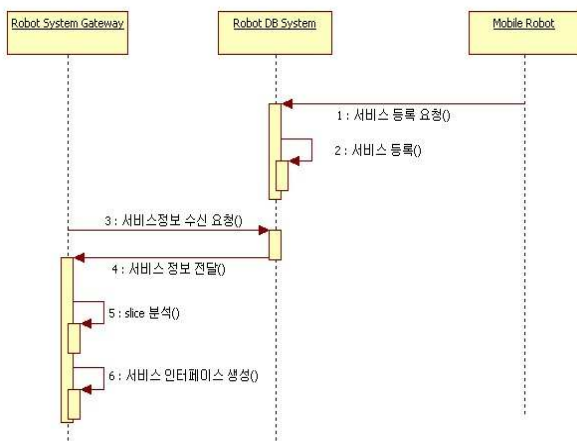 Robot System Gateway
Robot DB System
Mobile Robot
1 : 서비스 등록 요청()
2 : 서비스 등록()
3 : 서비스정보 수신 요청()
4 : 서비스 정보 전달()
5 : slice 분석()
6 : 서비스 인터페이스 생성()